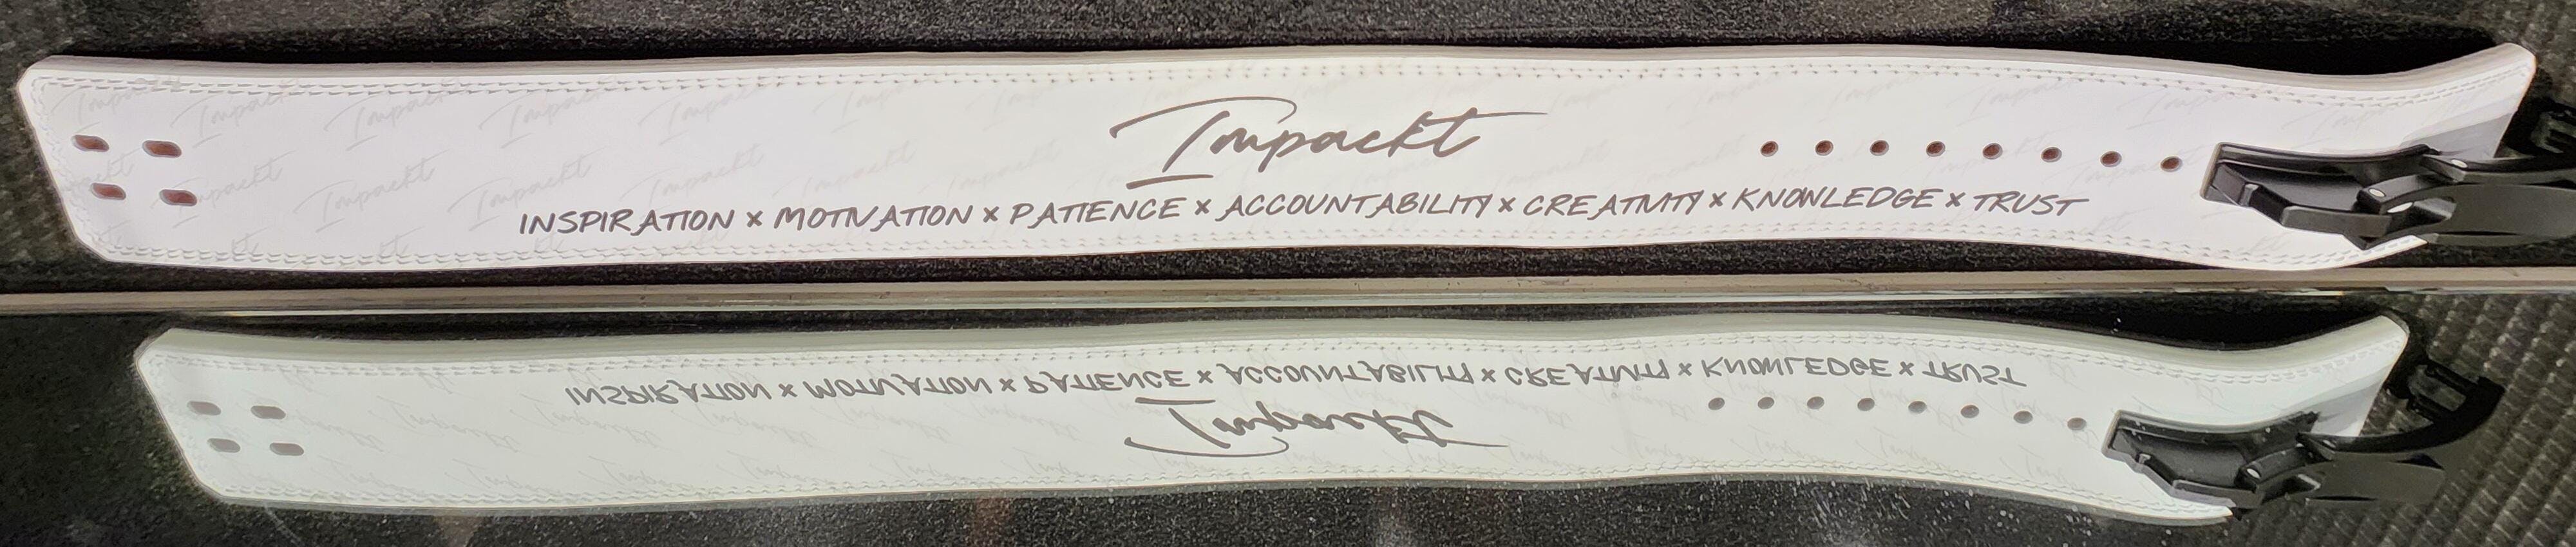 Impackt
INSPIRATION × MOTIVATION × PATIENCE × ACCOUNTABILITY × CREATIVITY × KNOWLEDGE × TRUST